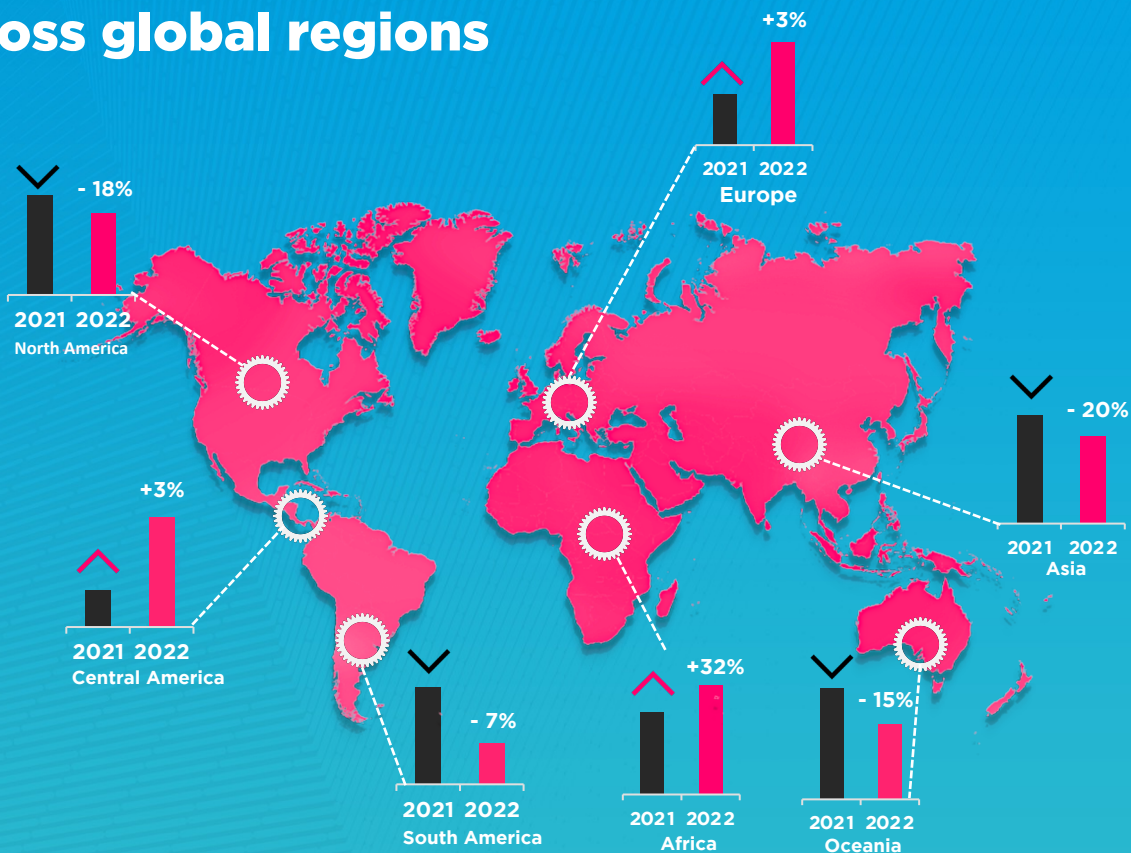 oss global regions
+3%
2021 2022
Europe
- 18%
2021 2022
North America
- 20%
2021 2022
Asia
+3%
2021 2022
Central America
- 7%
2021 2022
South America
+32%
2021 2022
Africa
- 15%
2021 2022
Oceania